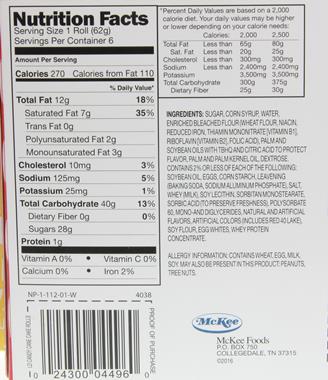 Nutrition Facts
Serving Size 1 Roll (62g)
Servings Per Container 6
Amount Per Serving
Calories 270 Calories from Fat 110
% Daily Value*
Total Fat 12g 18%
Saturated Fat 7g 35%
Trans Fat 0g
Polyunsaturated Fat 2g
Monounsaturated Fat 3g
Cholesterol 10mg 3%
Sodium 125mg 5%
Potassium 25mg 1%
Total Carbohydrate 40g 13%
Dietary Fiber 0g 0%
Sugars 28g
Protein 1g
Vitamin A 0% • Vitamin C 0%
Calcium 0% • Iron 2%
*Percent Daily Values are based on a 2,000
calorie diet. Your daily values may be higher
or lower depending on your calorie needs:
Calories: 2,000 2,500
Total Fat Less than 65g 80g
Sat. Fat Less than 20g 25g
Cholesterol Less than 300mg 300mg
Sodium Less than 2,400mg 2,400mg
Potassium 3,500mg 3,500mg
Total Carbohydrate 300g 375g
Dietary Fiber 25g 30g
INGREDIENTS: SUGAR, CORN SYRUP, WATER,
ENRICHED BLEACHED FLOUR (WHEAT FLOUR, NIACIN,
REDUCED IRON, THIAMIN MONONITRATE [VITAMIN B1],
RIBOFLAVIN [VITAMIN B2], FOLIC ACID), PALM AND
SOYBEAN OILS WITH TBHQ AND CITRIC ACID TO PROTECT
FLAVOR, PALM AND PALM KERNEL OIL, DEXTROSE.
CONTAINS 2% OR LESS OF EACH OF THE FOLLOWING:
SOYBEAN OIL, EGGS, CORN STARCH, LEAVENING
(BAKING SODA, SODIUM ALUMINUM PHOSPHATE), SALT,
WHEY (MILK), SOY LECITHIN, SORBITAN MONOSTEARATE,
SORBIC ACID (TO PRESERVE FRESHNESS), POLYSORBATE
60, MONO- AND DIGLYCERIDES, NATURAL AND ARTIFICIAL
FLAVORS, ARTIFICIAL COLORS (INCLUDES RED 40 LAKE),
SOY FLOUR, EGG WHITES, WHEY PROTEIN
CONCENTRATE.
ALLERGY INFORMATION: CONTAINS WHEAT, EGG, MILK,
SOY. MAY ALSO BE PRESENT IN THIS PRODUCT: PEANUTS,
TREE NUTS.
NP-1-112-01-W 4038
PROOF OF PURCHASE
0 24300 04496 0
McKee
McKee Foods
P.O. BOX 750
COLLEGEDALE, TN 37315
©2016